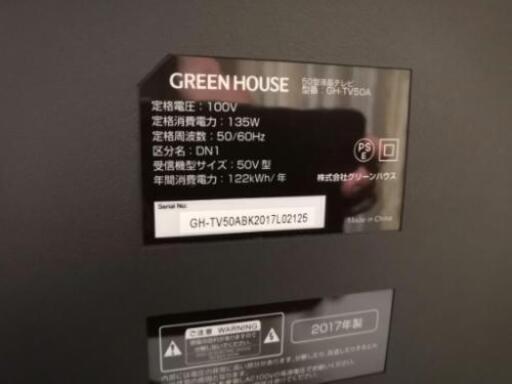 GREEN HOUSE
50型液晶テレビ
型番：GH-TV50A
定格電圧：100V
定格消費電力：135W
定格周波数：50/60Hz
区分名：DN1
受信機型サイズ：50V型
年間消費電力：122kWh/年
PS
E
株式会社グリーンハウス
Made in China
Serial No:
GH-TV50ABK2017L02125
ご注意 WARNING
2017年製